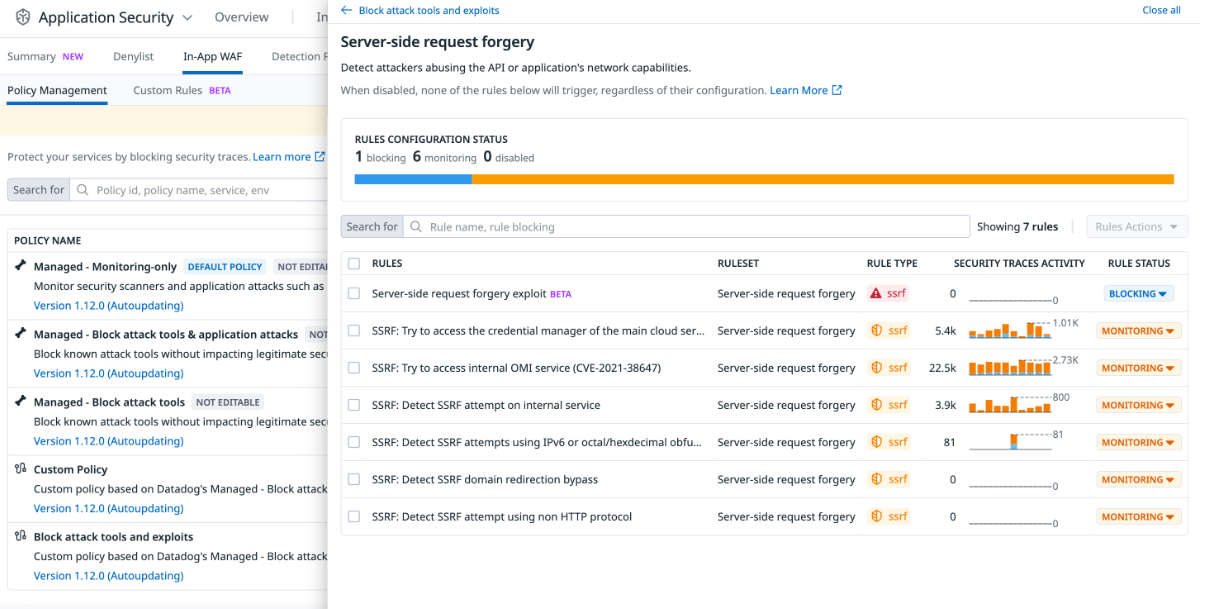 Application Security
Overview
In
Summary NEW
Denylist
In-App WAF
Detection R
Policy Management
Custom Rules BETA
Protect your services by blocking security traces. Learn more
Search for
Policy id, policy name, service, env
POLICY NAME
Managed - Monitoring-only DEFAULT POLICY NOT EDITA
Monitor security scanners and application attacks such as
Version 1.12.0 (Autoupdating)
Managed - Block attack tools & application attacks NOT
Block known attack tools without impacting legitimate sec
Version 1.12.0 (Autoupdating)
Managed - Block attack tools NOT EDITABLE
Block known attack tools without impacting legitimate sec
Version 1.12.0 (Autoupdating)
Custom Policy
Custom policy based on Datadog's Managed - Block attack
Version 1.12.0 (Autoupdating)
Block attack tools and exploits
Custom policy based on Datadog's Managed - Block attack
Version 1.12.0 (Autoupdating)
Block attack tools and exploits
Close all
Server-side request forgery
Detect attackers abusing the API or application's network capabilities.
When disabled, none of the rules below will trigger, regardless of their configuration. Learn More
RULES CONFIGURATION STATUS
1 blocking 6 monitoring 0 disabled
Search for
Rule name, rule blocking
Showing 7 rules
Rules Actions
RULES RULESET RULE TYPE SECURITY TRACES ACTIVITY RULE STATUS
Server-side request forgery exploit BETA Server-side request forgery ssrf 0 0 BLOCKING
SSRF: Try to access the credential manager of the main cloud ser... Server-side request forgery ssrf 5.4k 1.01K MONITORING
SSRF: Try to access internal OMI service (CVE-2021-38647) Server-side request forgery ssrf 22.5k 2.73K MONITORING
SSRF: Detect SSRF attempt on internal service Server-side request forgery ssrf 3.9k 800 MONITORING
SSRF: Detect SSRF attempts using IPv6 or octal/hexdecimal obfu... Server-side request forgery ssrf 81 81 MONITORING
SSRF: Detect SSRF domain redirection bypass Server-side request forgery ssrf 0 0 MONITORING
SSRF: Detect SSRF attempt using non HTTP protocol Server-side request forgery ssrf 0 0 MONITORING